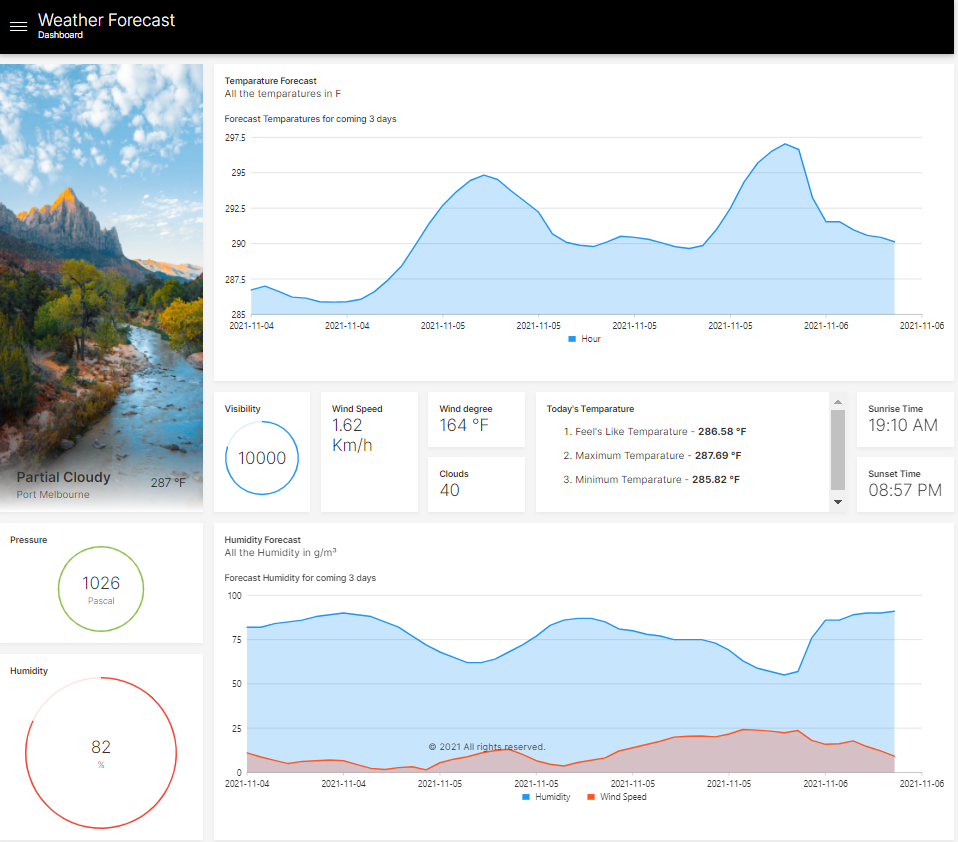 Weather Forecast
Dashboard
Partial Cloudy
Port Melbourne
287 °F
Temparature Forecast
All the temparatures in F
Forecast Temparatures for coming 3 days
297.5
295
292.5
290
287.5
285
2021-11-04 2021-11-04 2021-11-05 2021-11-05 2021-11-05 2021-11-05 2021-11-06 2021-11-06
Hour
Visibility
10000
Wind Speed
1.62
Km/h
Wind degree
164 °F
Clouds
40
Today's Temparature
1. Feel's Like Temparature - 286.58 °F
2. Maximum Temparature - 287.69 °F
3. Minimum Temparature - 285.82 °F
Sunrise Time
19:10 AM
Sunset Time
08:57 PM
Pressure
1026
Pascal
Humidity
82
%
Humidity Forecast
All the Humidity in g/m³
Forecast Humidity for coming 3 days
100
75
50
25
0
© 2021 All rights reserved.
2021-11-04 2021-11-04 2021-11-05 2021-11-05 2021-11-05 2021-11-05 2021-11-06 2021-11-06
Humidity Wind Speed